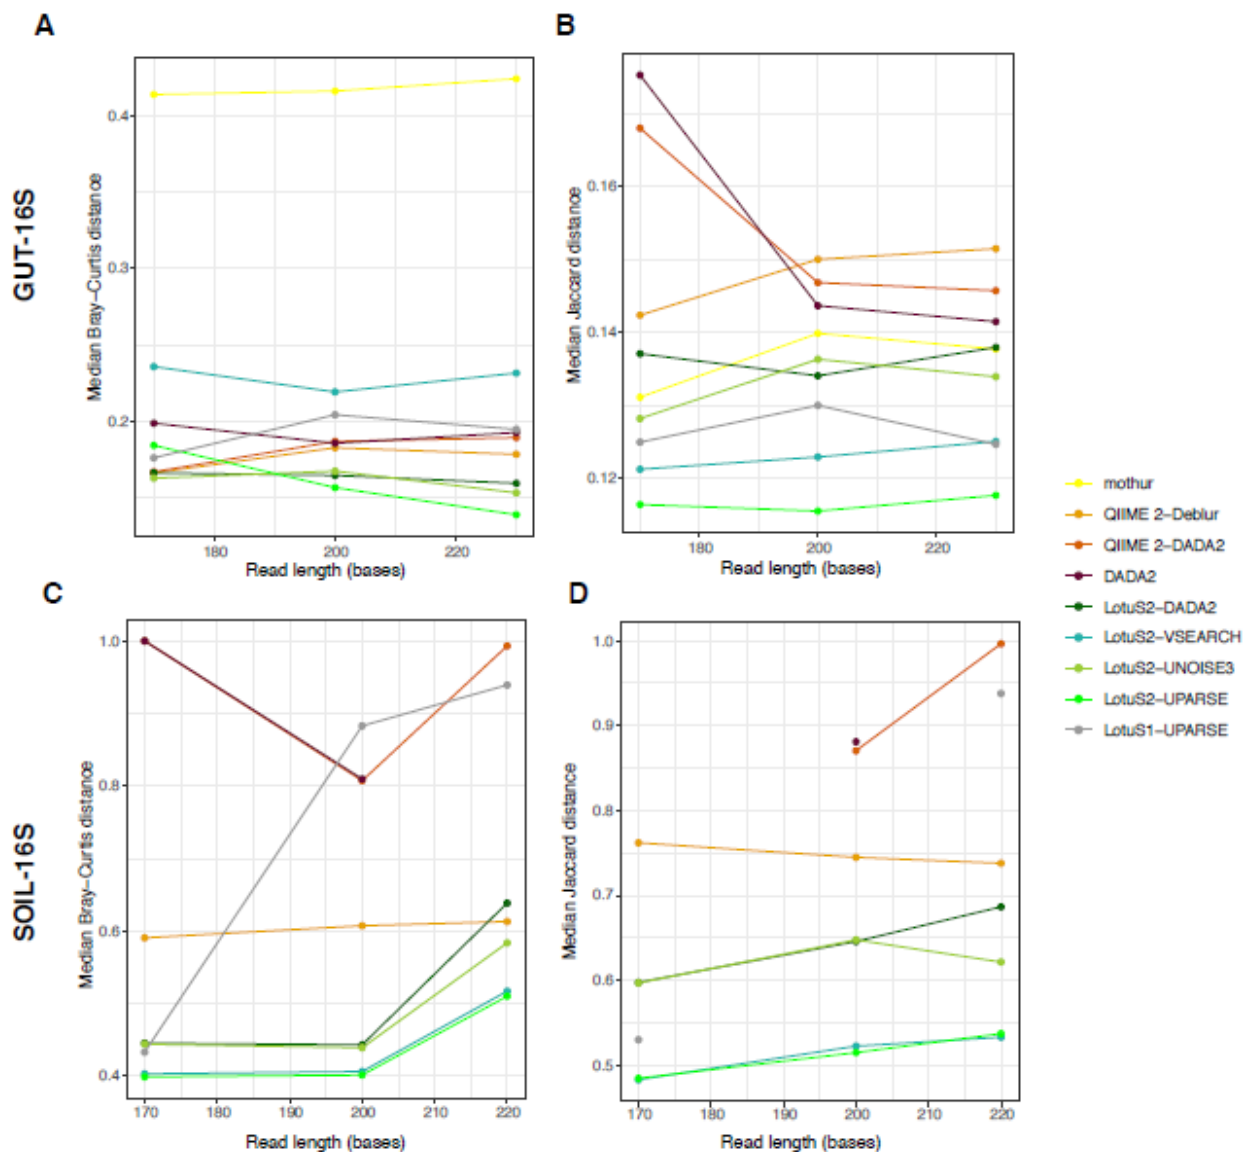 A
B
GUT-16S
Median Bray-Curtis distance
0.4
0.3
0.2
180
200
220
Read length (bases)
Median Jaccard distance
0.16
0.14
0.12
180
200
220
Read length (bases)
mothur
QIIME 2-Deblur
QIIME 2-DADA2
DADA2
LotuS2-DADA2
LotuS2-VSEARCH
LotuS2-UNOISE3
LotuS2-UPARSE
LotuS1-UPARSE
C
D
SOIL-16S
Median Bray-Curtis distance
1.0
0.8
0.6
0.4
170
180
190
200
210
220
Read length (bases)
Median Jaccard distance
1.0
0.9
0.8
0.7
0.6
0.5
170
180
190
200
210
220
Read length (bases)